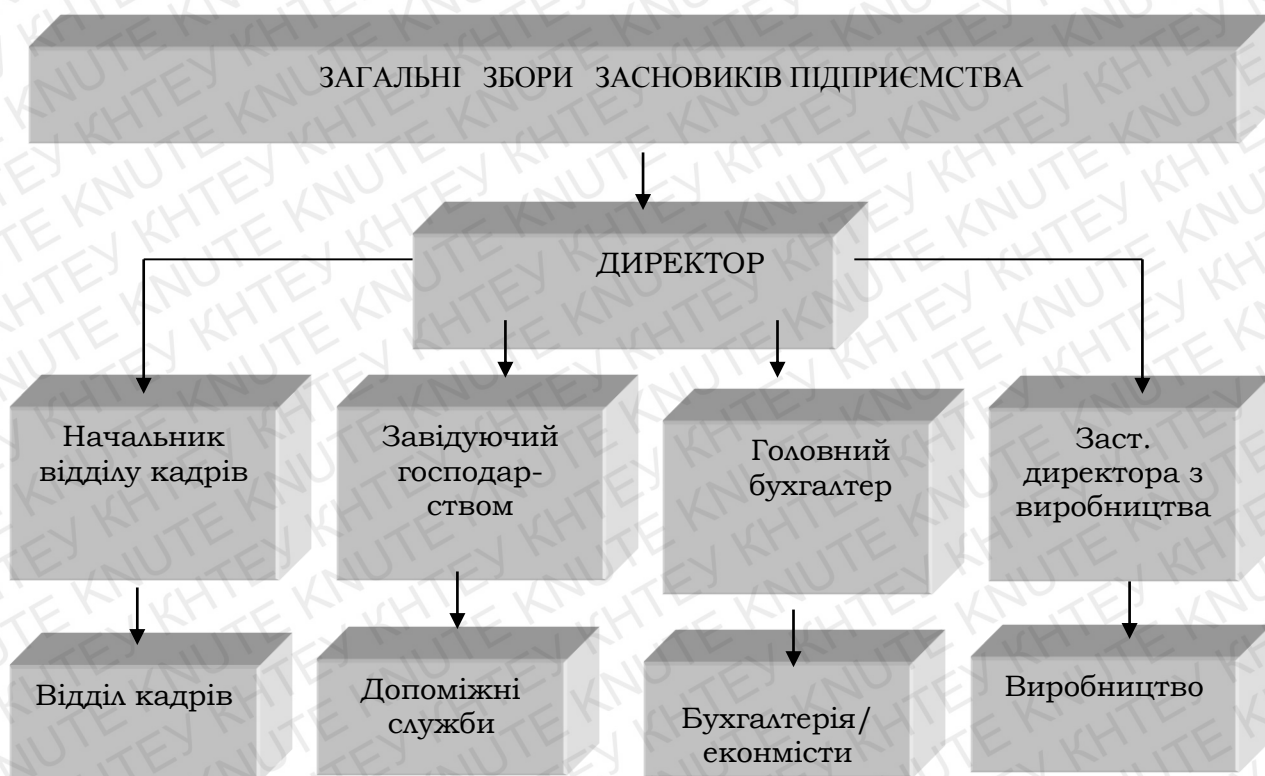 ЗАГАЛЬНІ ЗБОРИ ЗАСНОВИКІВ ПІДПРИЄМСТВА
ДИРЕКТОР
Начальник
відділу кадрів
Завідуючий
господар-
ством
Головний
бухгалтер
Заст.
директора з
виробництва
Відділ кадрів
Допоміжні
служби
Бухгалтерія/
еконмісти
Виробництво